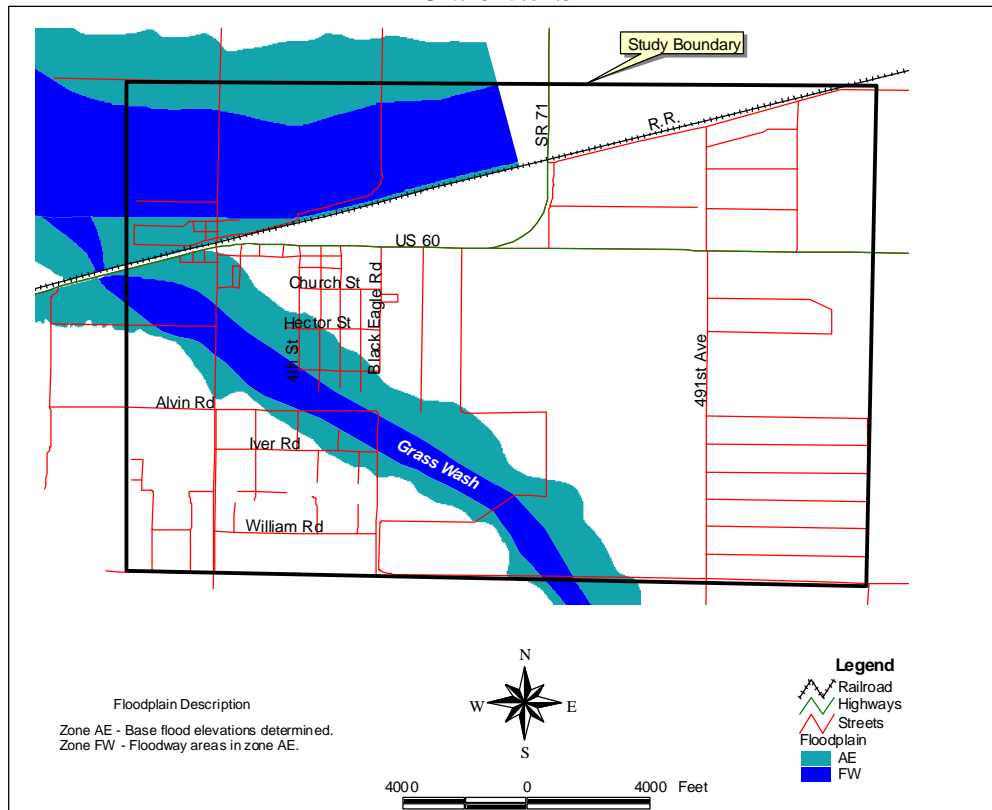 Study Boundary
SR 71
R.R.
US 60
Church St
Hector St
Black Eagle Rd
4th St
491st Ave
Alvin Rd
Iver Rd
Grass Wash
William Rd
N
W
E
S
Floodplain Description
Zone AE - Base flood elevations determined.
Zone FW - Floodway areas in zone AE.
Legend
Railroad
Highways
Streets
Floodplain
AE
FW
4000 0 4000 Feet